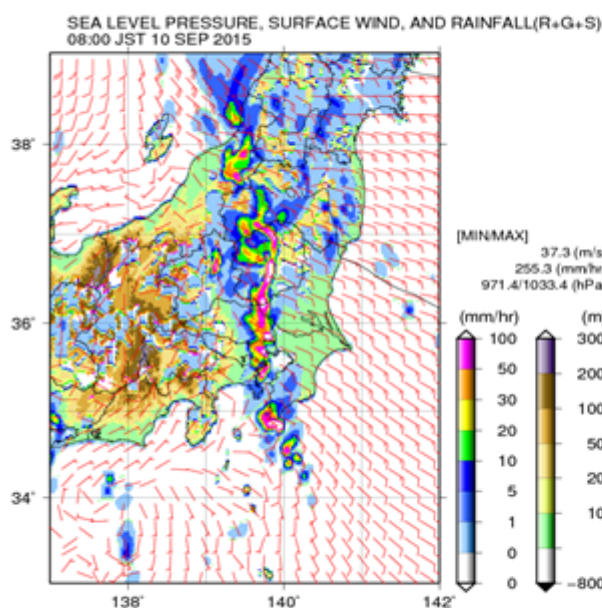 SEA LEVEL PRESSURE, SURFACE WIND, AND RAINFALL(R+G+S)
08:00 JST 10 SEP 2015
38°
36°
34°
138°
140°
142°
[MIN/MAX]
37.3 (m/s
255.3 (mm/hr
971.4/1033.4 (hPa
(mm/hr)
100
50
30
20
10
5
1
0
0
(m
300
200
100
50
20
10
−800